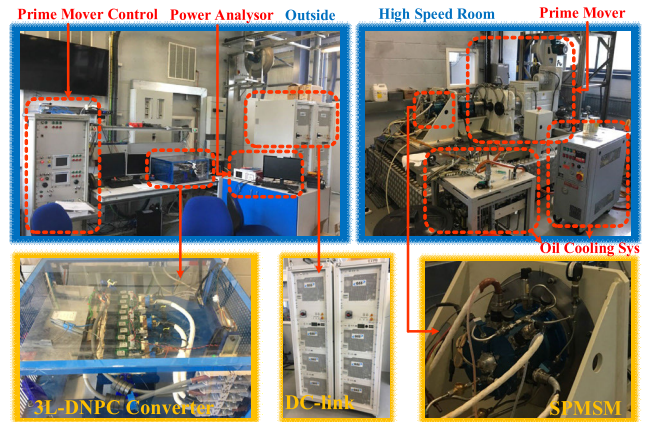 Prime Mover Control
Power Analysor
Outside
High Speed Room
Prime Mover
Oil Cooling Sys
3L-DNPC Converter
DC-link
SPMSM